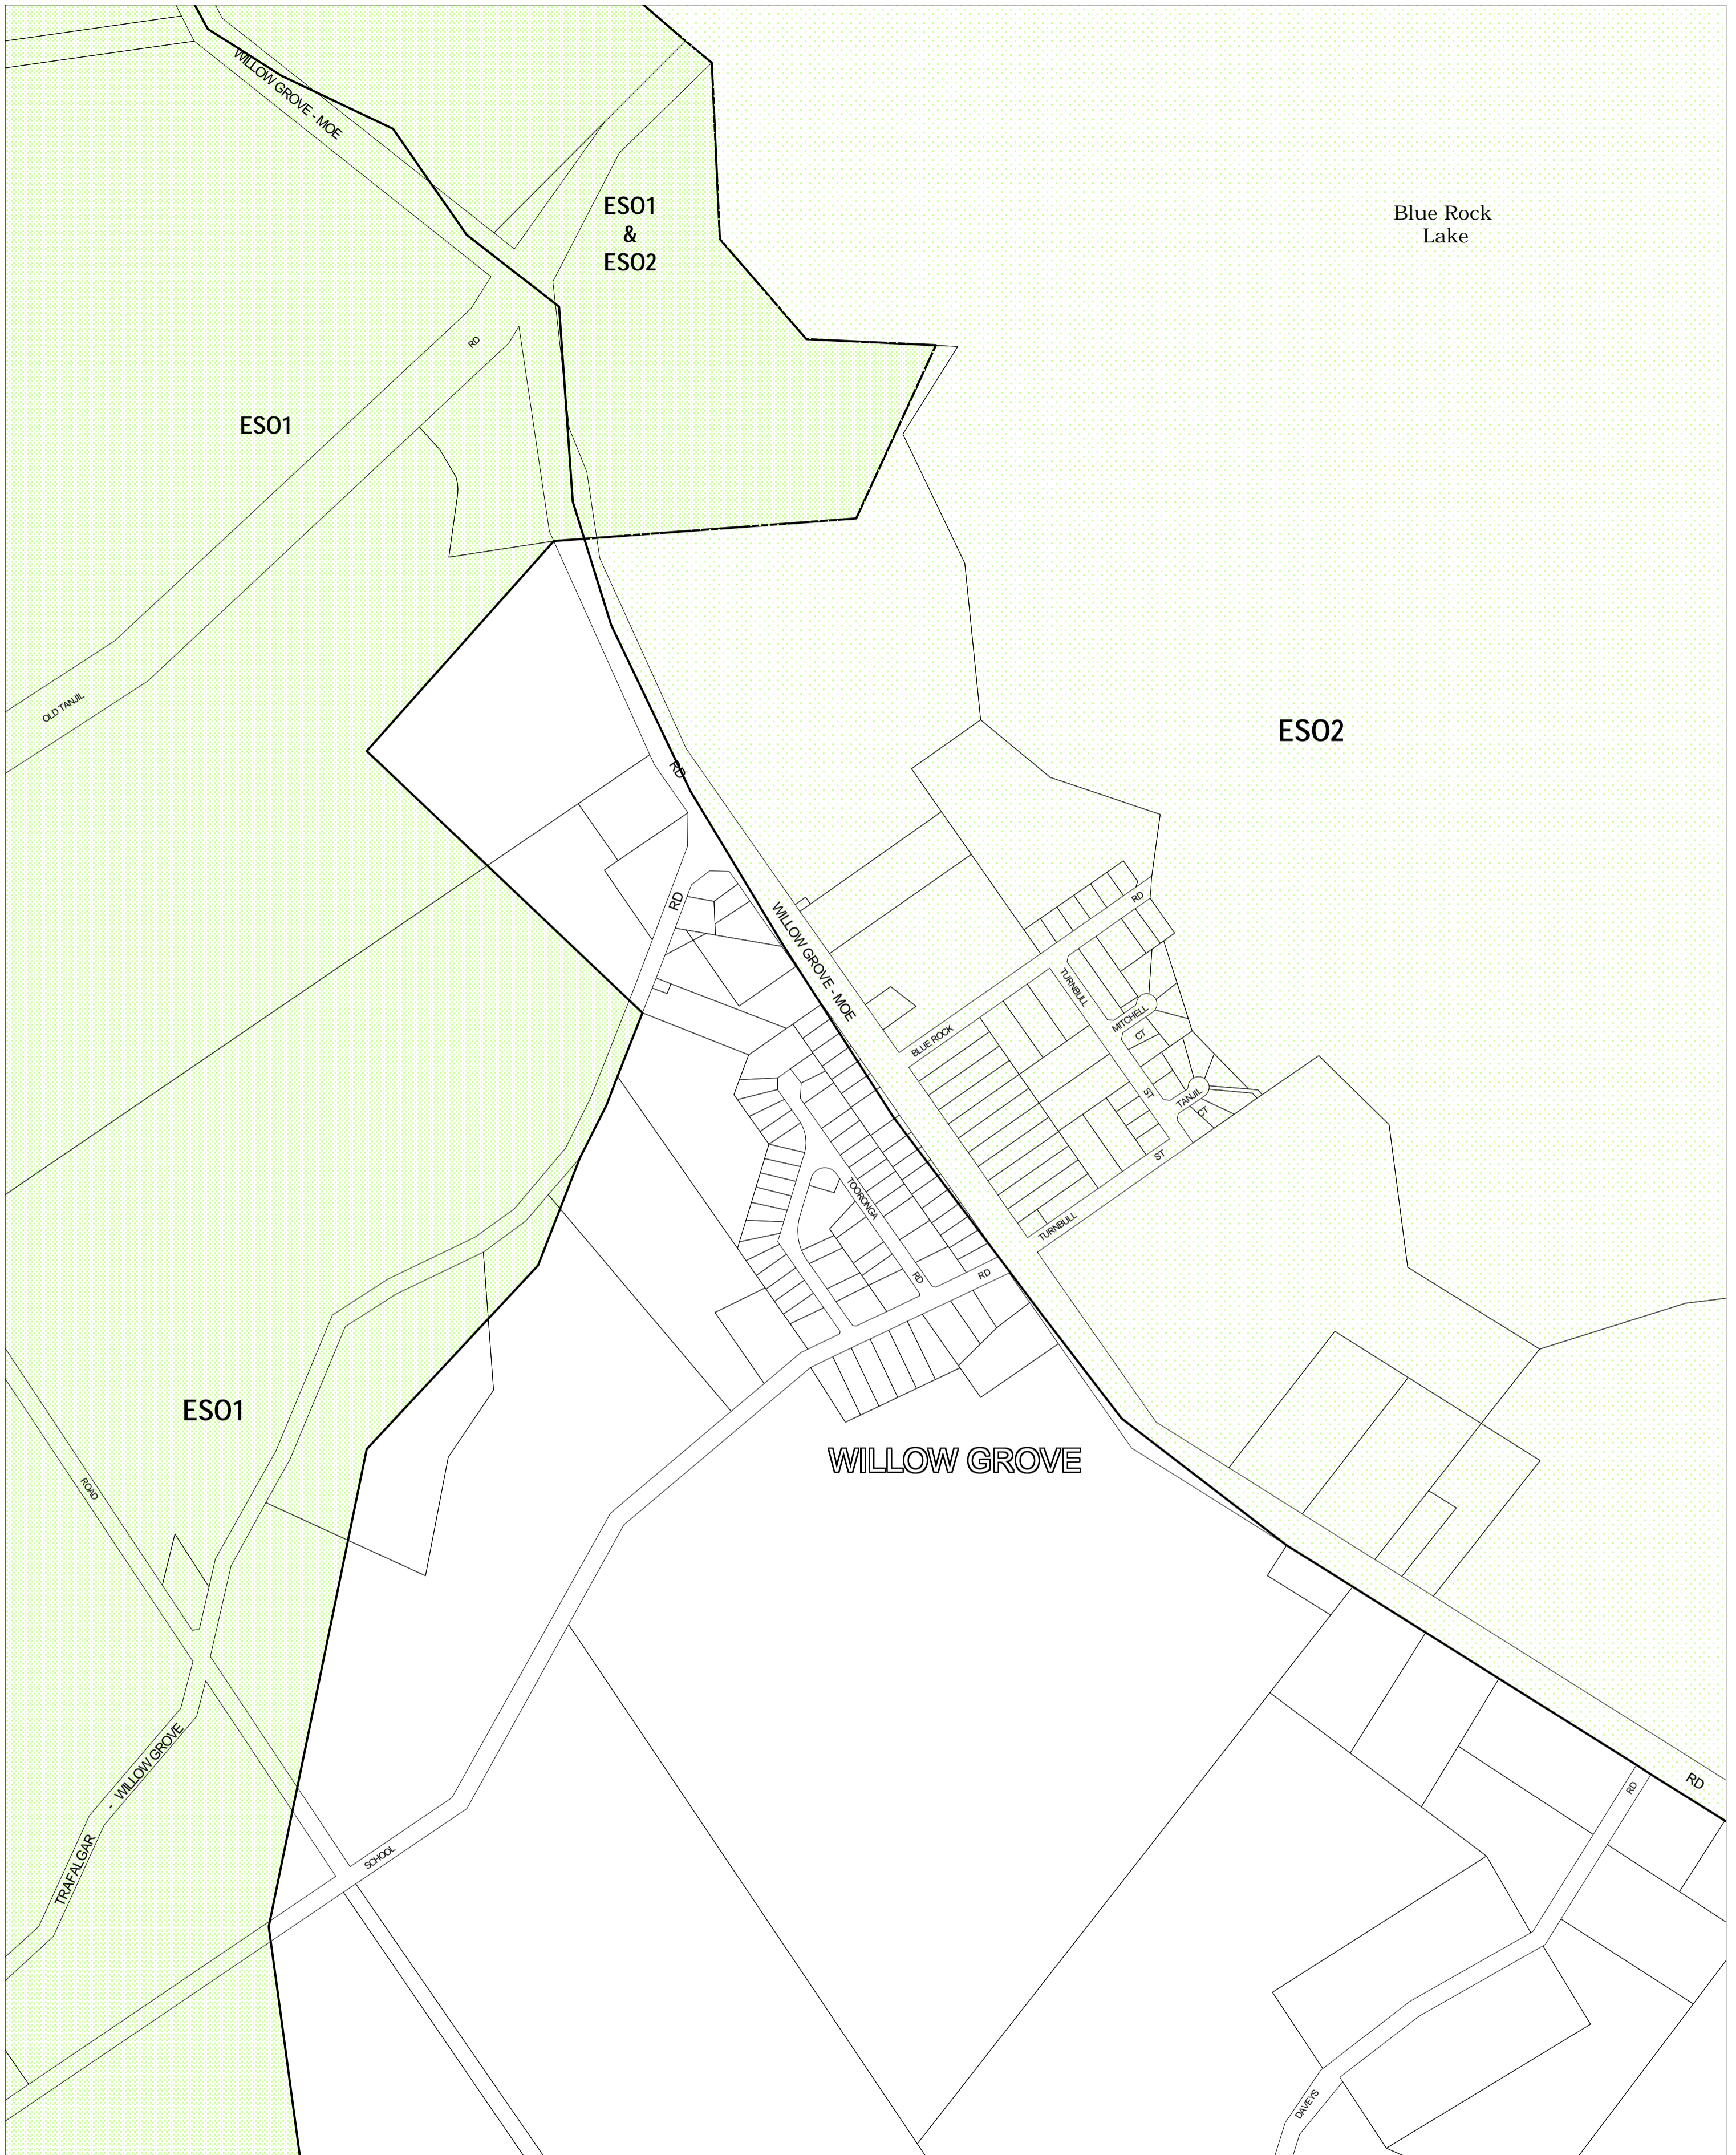 WILLOW GROVE - MOE
ESO1
&
ESO2
Blue Rock
Lake
RD
ESO1
OLD TANJIL
ESO2
RD
RD
WILLOW GROVE - MOE
RD
TURNBULL
MITCHELL
CT
BLUE ROCK
ST
TANJIL
CT
ST
TOORONGA
TURNBULL
RD
RD
ESO1
WILLOW GROVE
ROAD
- WILLOW GROVE
TRAFALGAR
SCHOOL
RD
RD
DAVEYS